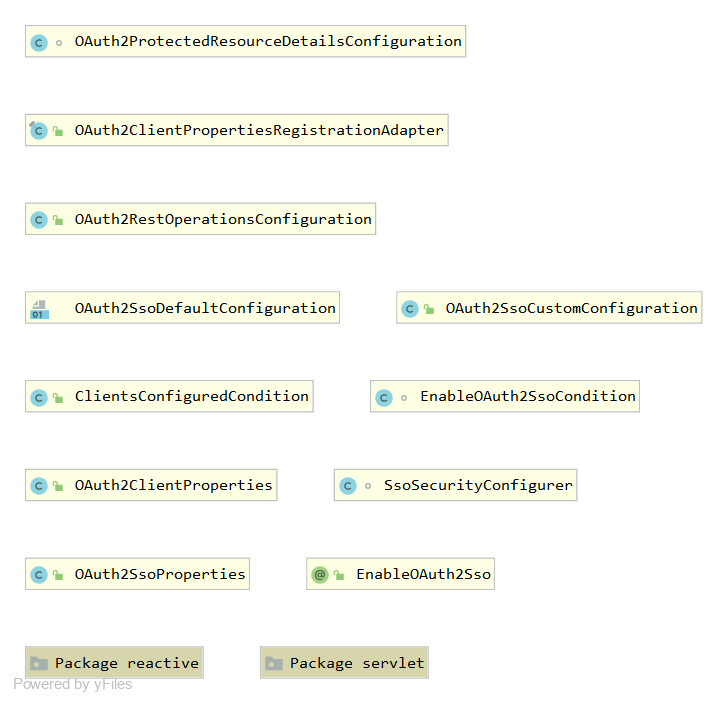 OAuth2ProtectedResourceDetailsConfiguration
OAuth2ClientPropertiesRegistrationAdapter
OAuth2RestOperationsConfiguration
OAuth2SsoDefaultConfiguration OAuth2SsoCustomConfiguration
ClientsConfiguredCondition EnableOAuth2SsoCondition
OAuth2ClientProperties SsoSecurityConfigurer
OAuth2SsoProperties EnableOAuth2Sso
Package reactive Package servlet
Powered by yFiles